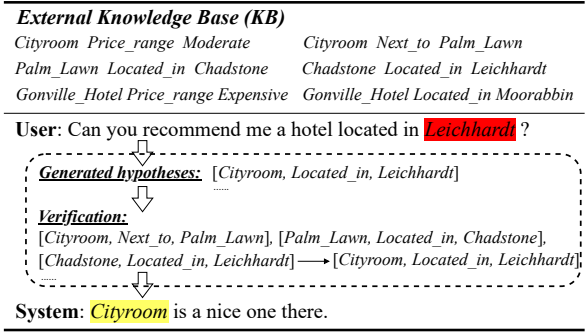 External Knowledge Base (KB)
Cityroom Price_range Moderate Cityroom Next_to Palm_Lawn
Palm_Lawn Located_in Chadstone Chadstone Located_in Leichhardt
Gonville_Hotel Price_range Expensive Gonville_Hotel Located_in Moorabbin
User: Can you recommend me a hotel located in Leichhardt ?
Generated hypotheses: [Cityroom, Located_in, Leichhardt]
......
Verification:
[Cityroom, Next_to, Palm_Lawn], [Palm_Lawn, Located_in, Chadstone],
[Chadstone, Located_in, Leichhardt] → [Cityroom, Located_in, Leichhardt]
......
System: Cityroom is a nice one there.